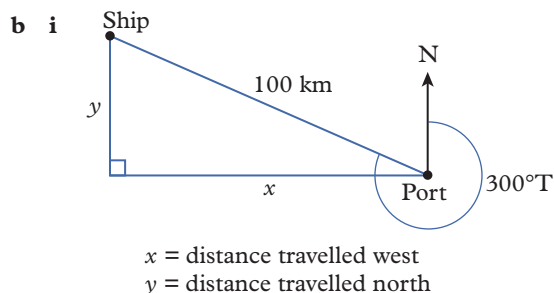 b i
Ship
N
100 km
y
x
Port
300°T
x = distance travelled west
y = distance travelled north